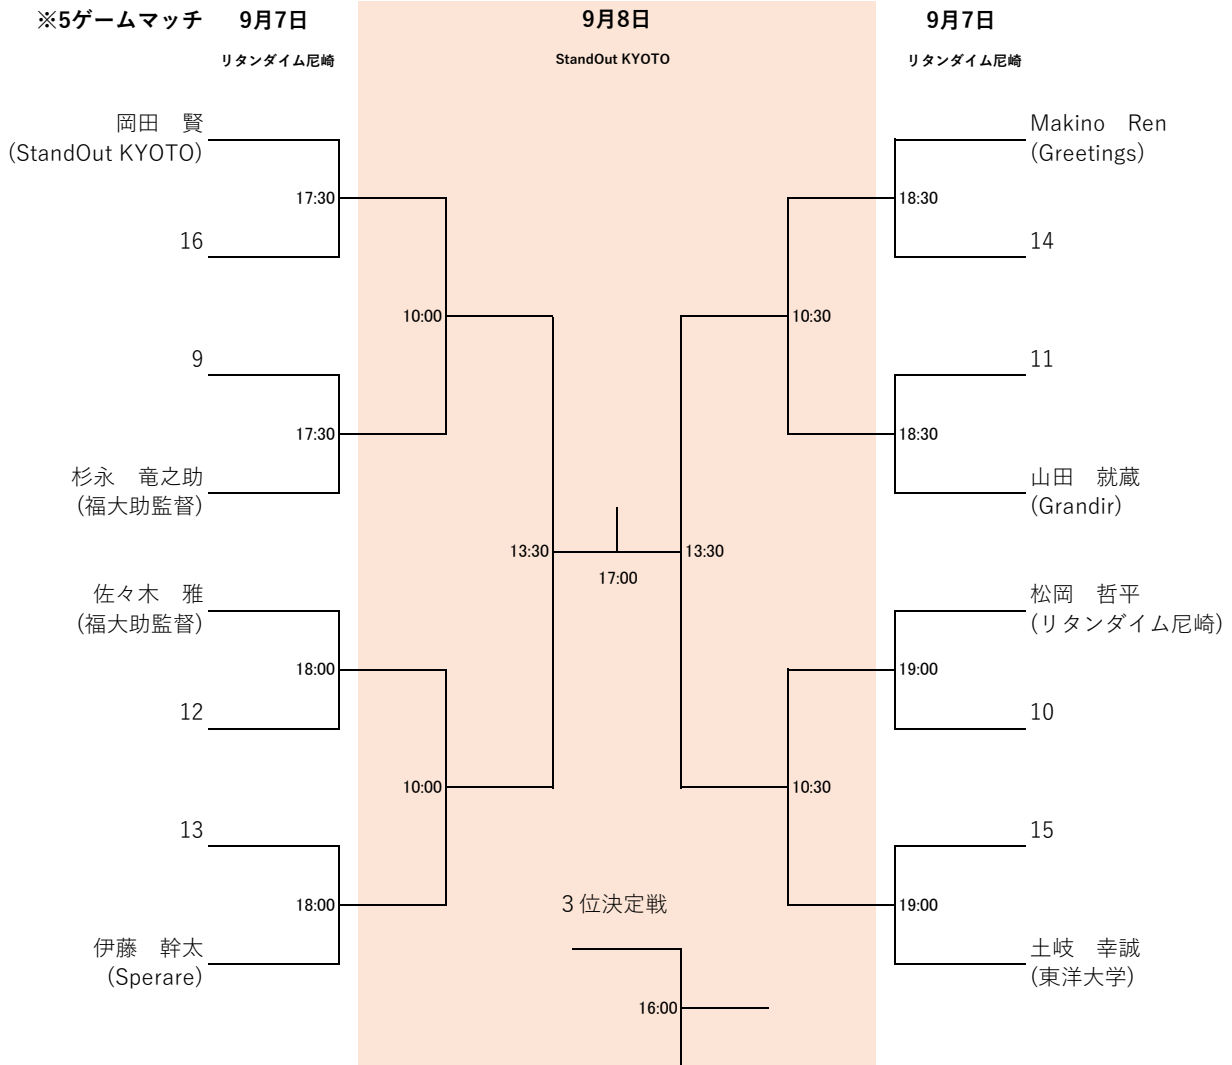 ※5ゲームマッチ 9月7日 9月8日 9月7日
リタンダイム尼崎 StandOut KYOTO リタンダイム尼崎
岡田　賢
(StandOut KYOTO)
17:30
16
9
17:30
杉永　竜之助
(福大助監督)
10:00
佐々木　雅
(福大助監督)
18:00
12
13
18:00
伊藤　幹太
(Sperare)
10:00
13:30
17:00
13:30
Makino　Ren
(Greetings)
18:30
14
11
18:30
山田　就蔵
(Grandir)
10:30
松岡　哲平
(リタンダイム尼崎)
19:00
10
15
19:00
土岐　幸誠
(東洋大学)
10:30
３位決定戦
16:00